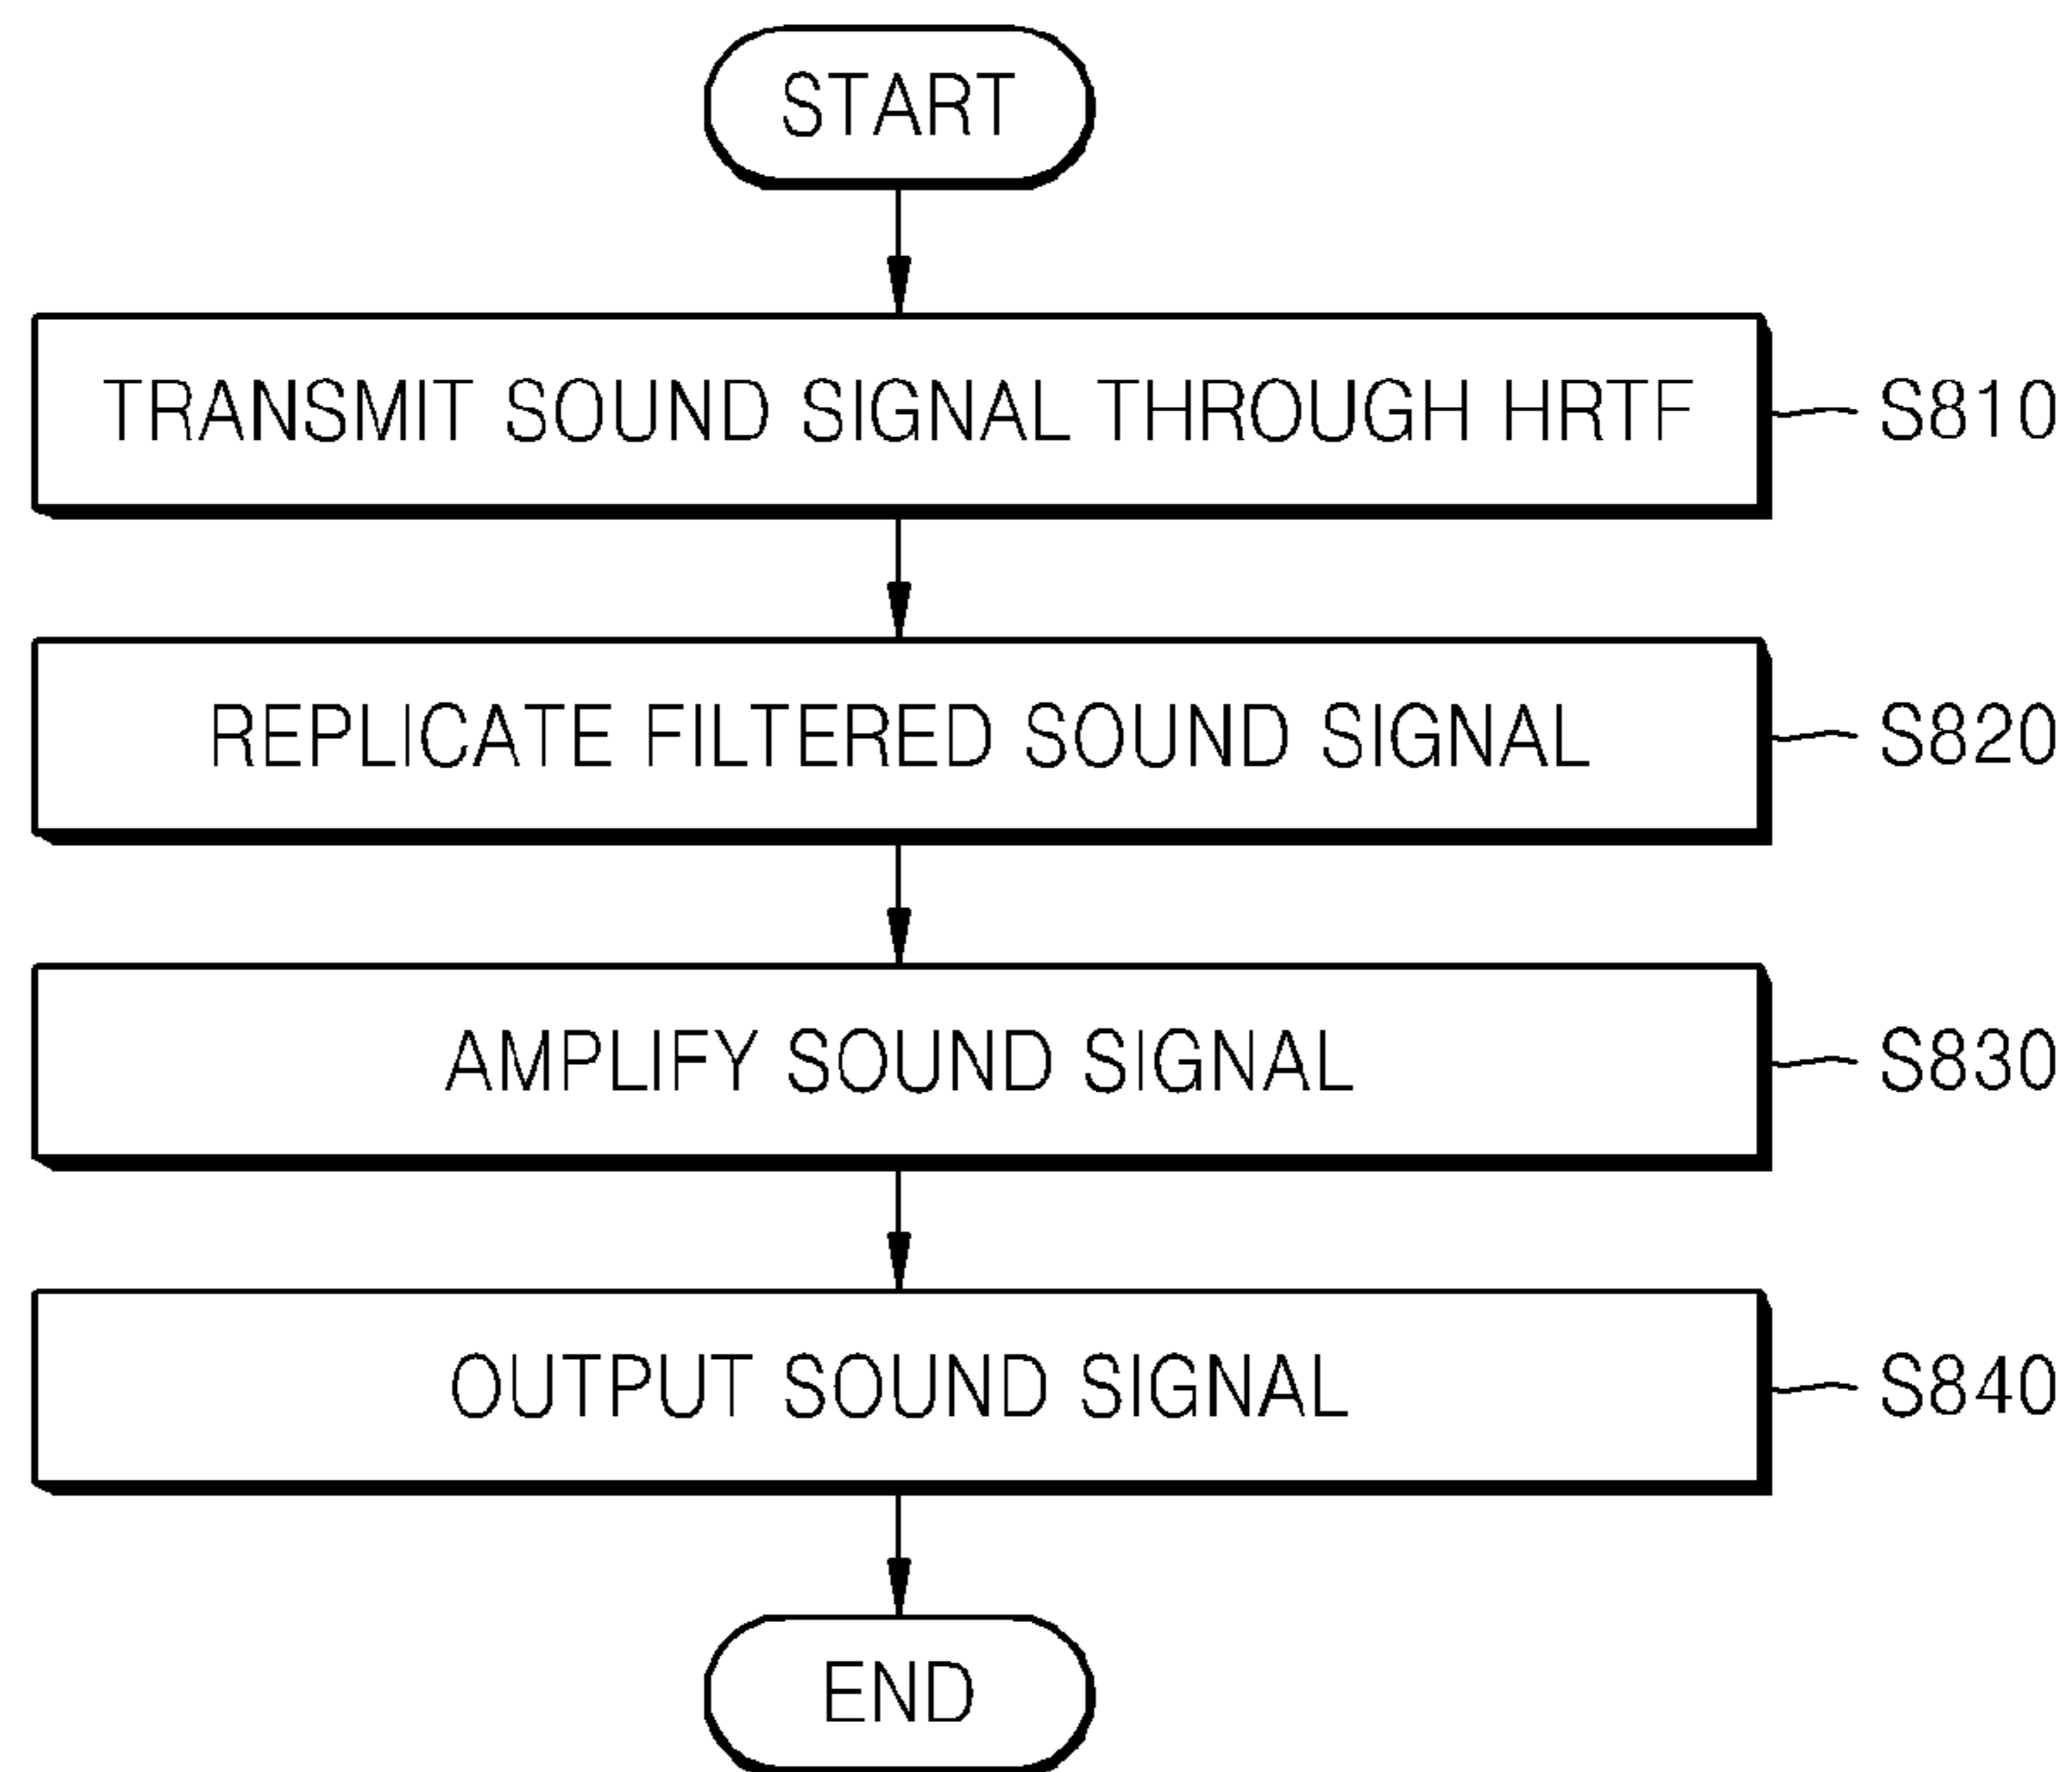 START
TRANSMIT SOUND SIGNAL THROUGH HRTF
S810
REPLICATE FILTERED SOUND SIGNAL
S820
AMPLIFY SOUND SIGNAL
S830
OUTPUT SOUND SIGNAL
S840
END